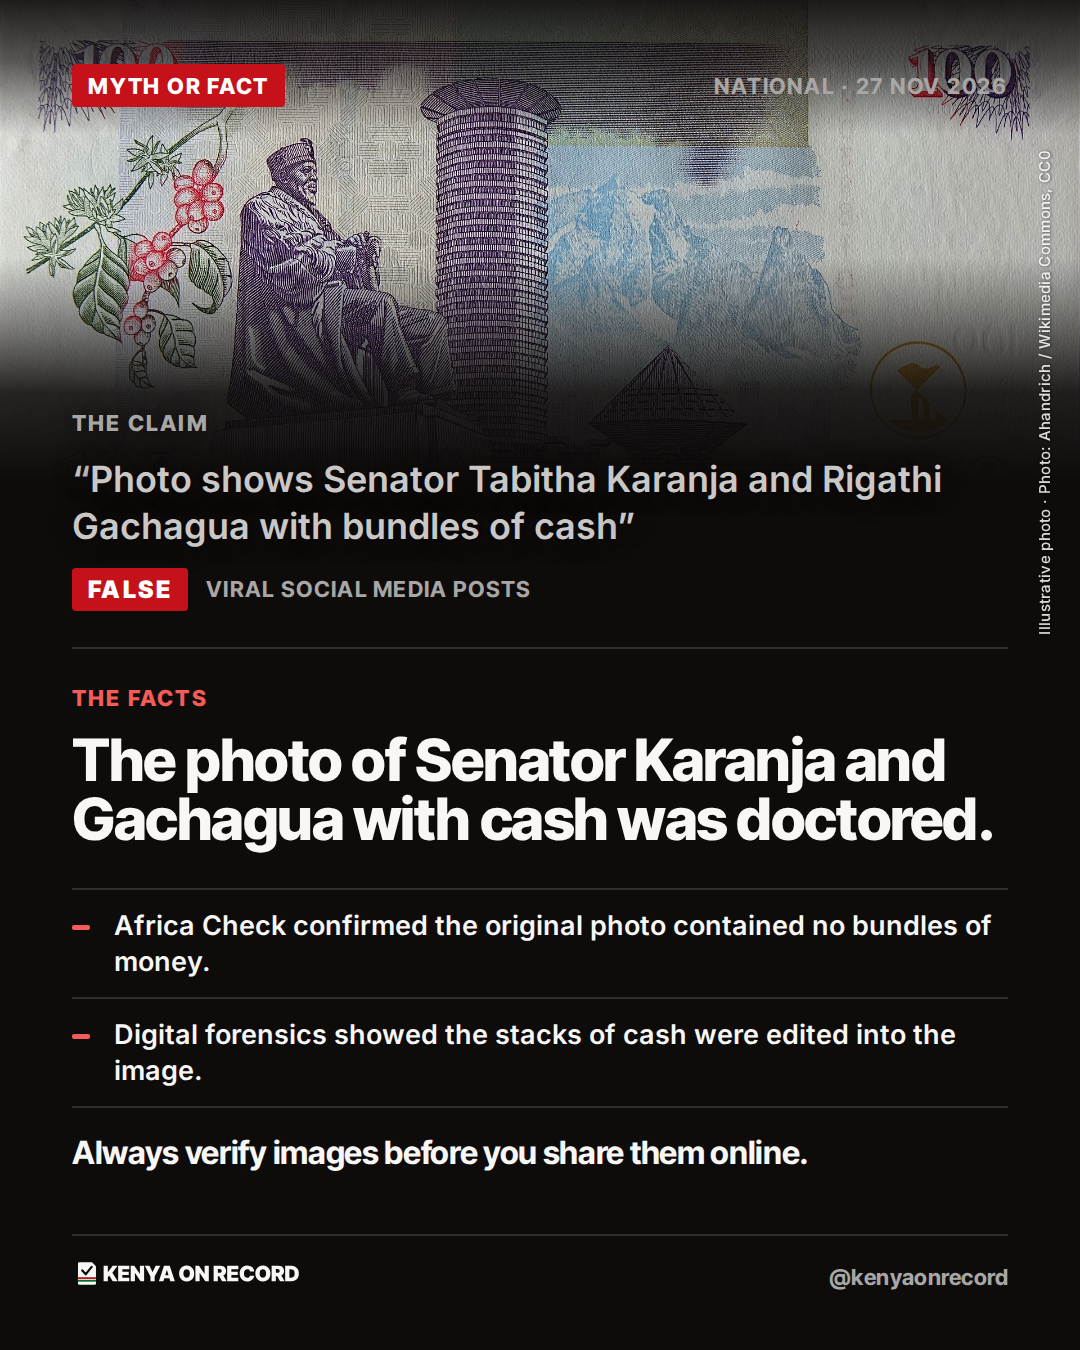 100
100
MYTH OR FACT
NATIONAL · 27 NOV 2026
Illustrative photo · Photo: Ahandrich / Wikimedia Commons, CC0
THE CLAIM
“Photo shows Senator Tabitha Karanja and Rigathi
Gachagua with bundles of cash”
FALSE
VIRAL SOCIAL MEDIA POSTS
THE FACTS
The photo of Senator Karanja and
Gachagua with cash was doctored.
Africa Check confirmed the original photo contained no bundles of
money.
Digital forensics showed the stacks of cash were edited into the
image.
Always verify images before you share them online.
KENYA ON RECORD
@kenyaonrecord